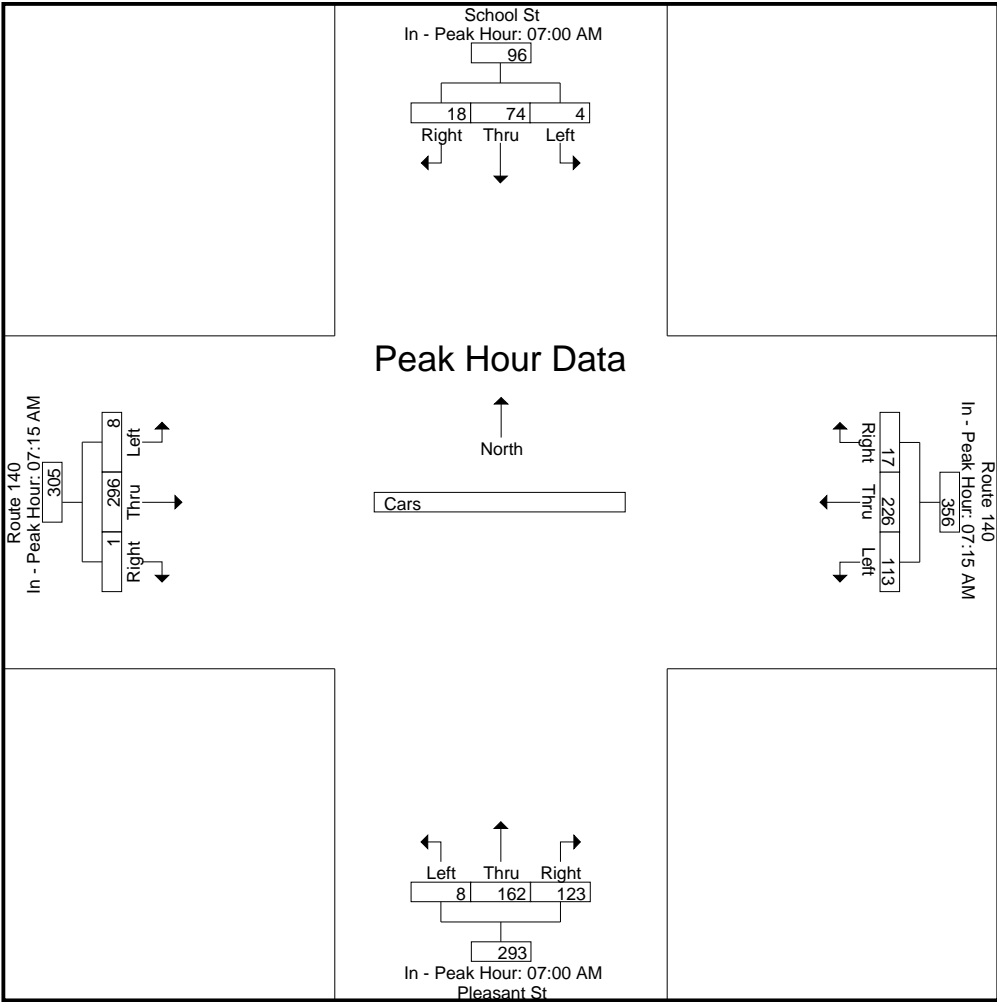 School St
In - Peak Hour: 07:00 AM
96
18 74 4
Right Thru Left
Peak Hour Data
North
Cars
Route 140
In - Peak Hour: 07:15 AM
305
8 296 1
Left Thru Right
Route 140
In - Peak Hour: 07:15 AM
356
17 226 113
Right Thru Left
Left Thru Right
8 162 123
293
In - Peak Hour: 07:00 AM
Pleasant St